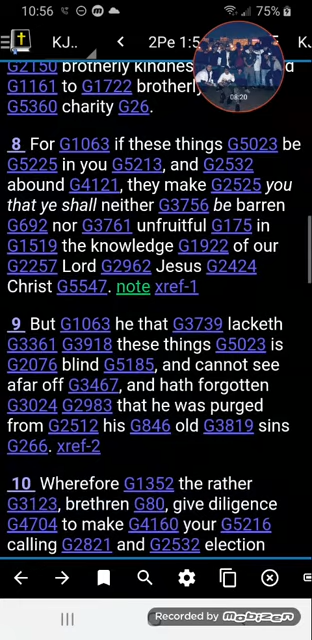 10:56 75%
KJ.. 2Pe 1:5 KJ
G2150 brotherly kindnes
G1161 to G1722 brotherl
G5360 charity G26.
08:20
8 For G1063 if these things G5023 be
G5225 in you G5213, and G2532
abound G4121, they make G2525 you
that ye shall neither G3756 be barren
G692 nor G3761 unfruitful G175 in
G1519 the knowledge G1922 of our
G2257 Lord G2962 Jesus G2424
Christ G5547. note xref-1
9 But G1063 he that G3739 lacketh
G3361 G3918 these things G5023 is
G2076 blind G5185, and cannot see
afar off G3467, and hath forgotten
G3024 G2983 that he was purged
from G2512 his G846 old G3819 sins
G266. xref-2
10 Wherefore G1352 the rather
G3123, brethren G80, give diligence
G4704 to make G4160 your G5216
calling G2821 and G2532 election
Recorded by mobizen